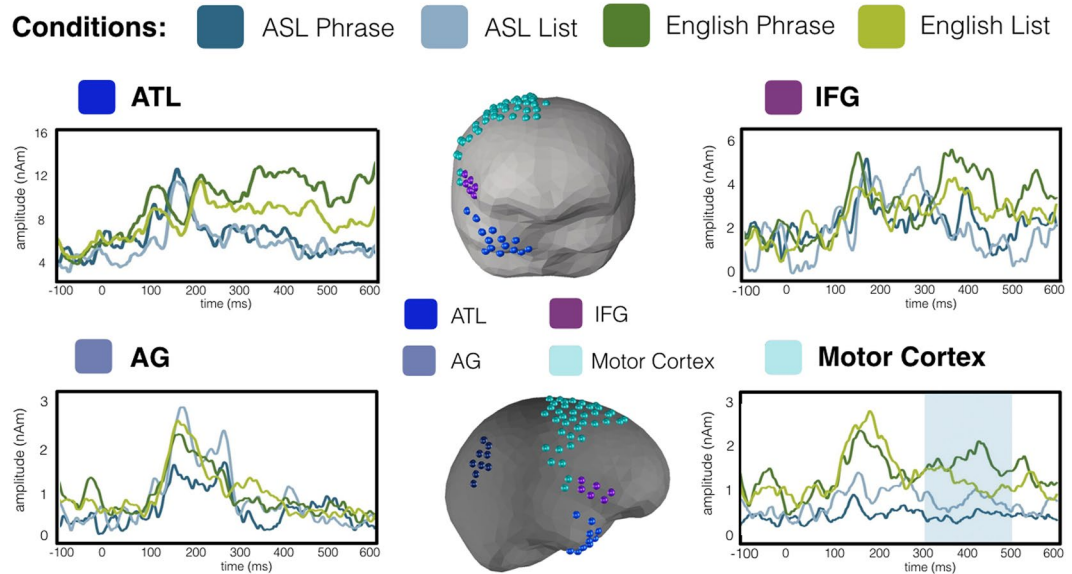 Conditions: ASL Phrase ASL List English Phrase English List
ATL
16
12
8
4
amplitude (nAm)
-100 0 100 200 300 400 500 600
time (ms)
IFG
6
4
2
0
amplitude (nAm)
-100 0 100 200 300 400 500 600
time (ms)
ATL IFG
AG Motor Cortex
AG
3
2
1
0
amplitude (nAm)
-100 0 100 200 300 400 500 600
time (ms)
Motor Cortex
3
2
1
0
amplitude (nAm)
-100 0 100 200 300 400 500 600
time (ms)